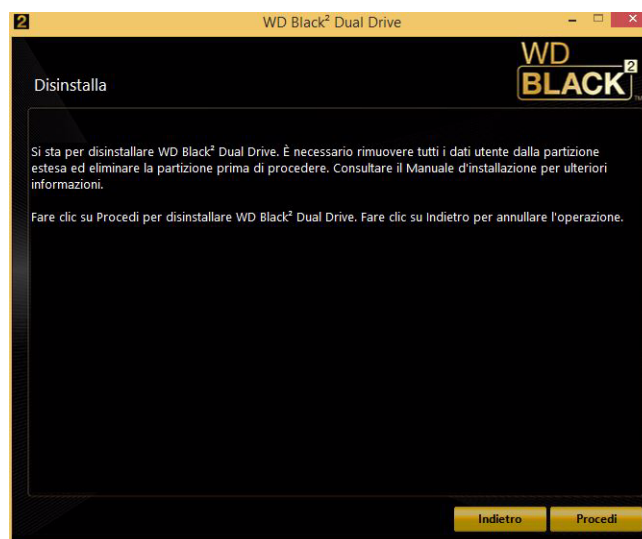 2
WD Black² Dual Drive
WD
BLACK²
TM
Disinstalla
Si sta per disinstallare WD Black² Dual Drive. È necessario rimuovere tutti i dati utente dalla partizione
estesa ed eliminare la partizione prima di procedere. Consultare il Manuale d'installazione per ulteriori
informazioni.
Fare clic su Procedi per disinstallare WD Black² Dual Drive. Fare clic su Indietro per annullare l'operazione.
Indietro
Procedi